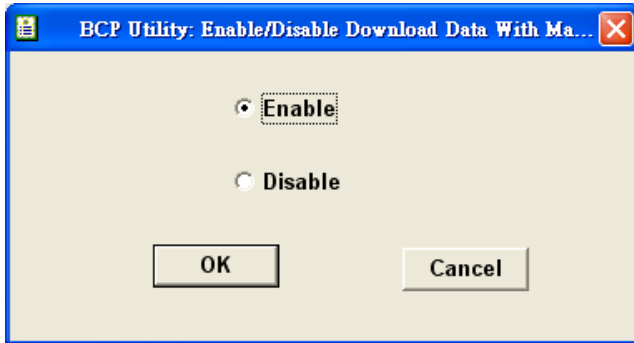 BCP Utility: Enable/Disable Download Data With Ma...
Enable
Disable
OK
Cancel